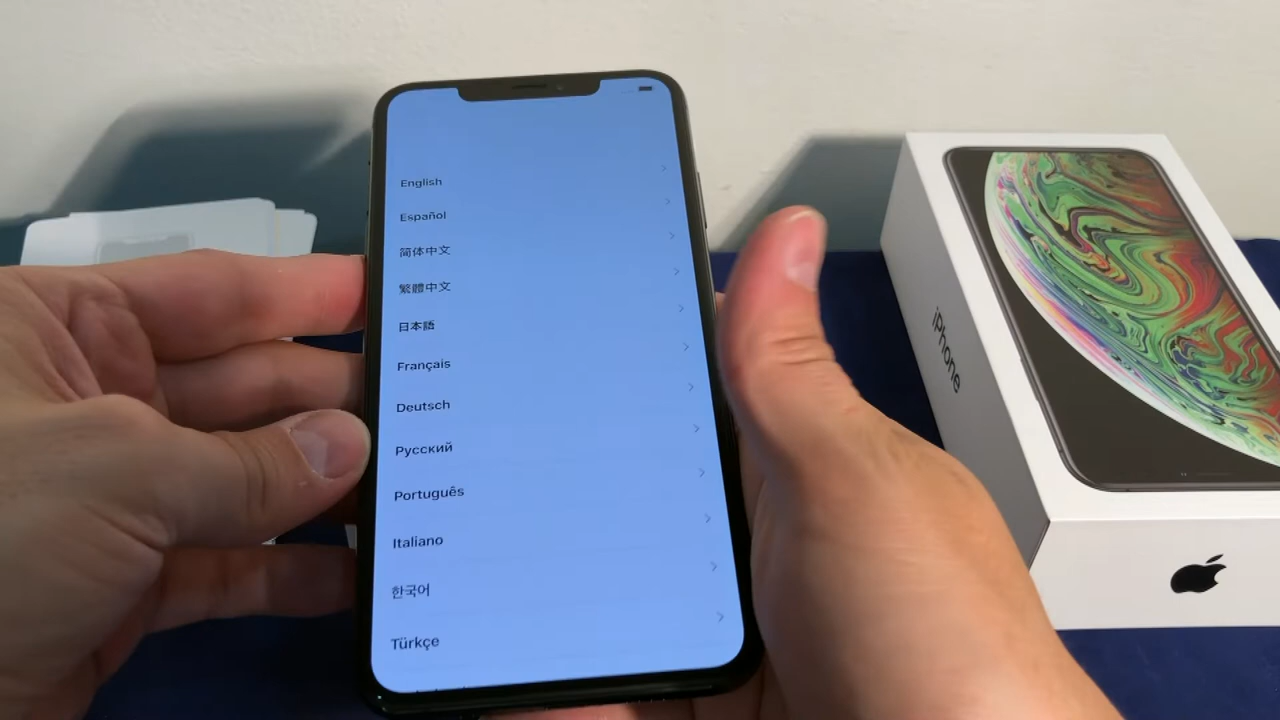 English
Español
简体中文
繁體中文
日本語
Français
Deutsch
Русский
Português
Italiano
한국어
Türkçe
iPhone